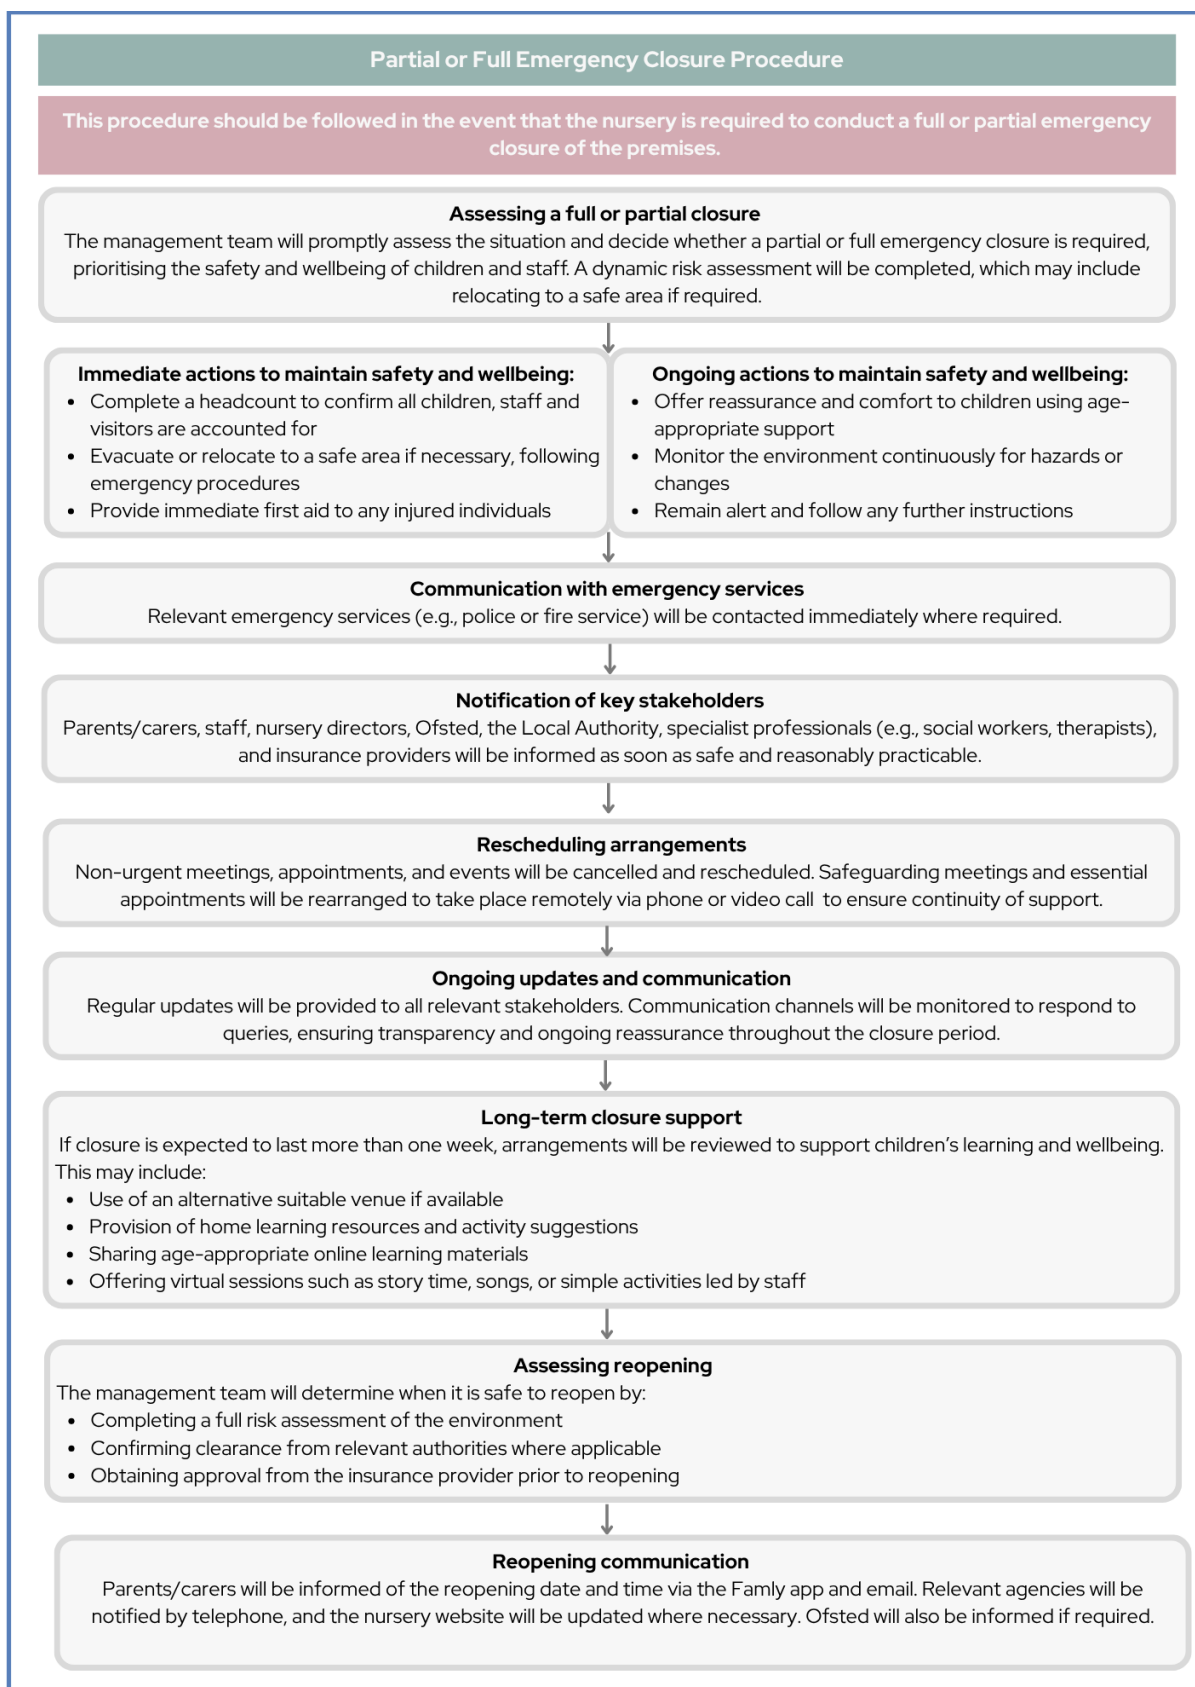 Partial or Full Emergency Closure Procedure
This procedure should be followed in the event that the nursery is required to conduct a full or partial emergency
closure of the premises.
Assessing a full or partial closure
The management team will promptly assess the situation and decide whether a partial or full emergency closure is required,
prioritising the safety and wellbeing of children and staff. A dynamic risk assessment will be completed, which may include
relocating to a safe area if required.
Immediate actions to maintain safety and wellbeing:
• Complete a headcount to confirm all children, staff and
visitors are accounted for
• Evacuate or relocate to a safe area if necessary, following
emergency procedures
• Provide immediate first aid to any injured individuals
Ongoing actions to maintain safety and wellbeing:
• Offer reassurance and comfort to children using age-
appropriate support
• Monitor the environment continuously for hazards or
changes
• Remain alert and follow any further instructions
Communication with emergency services
Relevant emergency services (e.g., police or fire service) will be contacted immediately where required.
Notification of key stakeholders
Parents/carers, staff, nursery directors, Ofsted, the Local Authority, specialist professionals (e.g., social workers, therapists),
and insurance providers will be informed as soon as safe and reasonably practicable.
Rescheduling arrangements
Non-urgent meetings, appointments, and events will be cancelled and rescheduled. Safeguarding meetings and essential
appointments will be rearranged to take place remotely via phone or video call  to ensure continuity of support.
Ongoing updates and communication
Regular updates will be provided to all relevant stakeholders. Communication channels will be monitored to respond to
queries, ensuring transparency and ongoing reassurance throughout the closure period.
Long-term closure support
If closure is expected to last more than one week, arrangements will be reviewed to support children's learning and wellbeing.
This may include:
• Use of an alternative suitable venue if available
• Provision of home learning resources and activity suggestions
• Sharing age-appropriate online learning materials
• Offering virtual sessions such as story time, songs, or simple activities led by staff
Assessing reopening
The management team will determine when it is safe to reopen by:
• Completing a full risk assessment of the environment
• Confirming clearance from relevant authorities where applicable
• Obtaining approval from the insurance provider prior to reopening
Reopening communication
Parents/carers will be informed of the reopening date and time via the Famly app and email. Relevant agencies will be
notified by telephone, and the nursery website will be updated where necessary. Ofsted will also be informed if required.